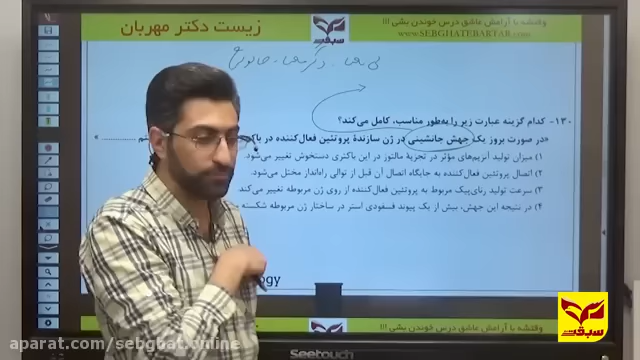 زیست دکتر مهربان
سبقت
وقتشه با آرامش عاشق درس خوندن بشی !!!
WWW.SEBGHATEBARTAR.COM
۱۳۰- کدام گزینه عبارت زیر را به‌طور مناسب، کامل می‌کند؟
«در صورت بروز یک جهش جانشینی در ژن سازندهٔ پروتئین فعال‌کننده در
۱) میزان تولید آنزیم‌های مؤثر در تجزیهٔ مالتوز در این باکتری دستخوش تغییر می‌شود.
۲) اتصال پروتئین فعال‌کننده به جایگاه اتصال آن قبل از توالی راه‌انداز مختل می‌شود.
۳) سرعت تولید رنای‌پیک مربوط به پروتئین فعال‌کننده از روی ژن مربوطه تغییر می‌کند
۴) در نتیجه این جهش، بیش از یک پیوند فسفودی استر در ساختار ژن مربوطه شکسته
ogy
سبقت
زیست دکتر مهربان
وقتشه با آرامش عاشق درس خوندن بشی !!!
Seetouch
aparat.com/sebghat.online